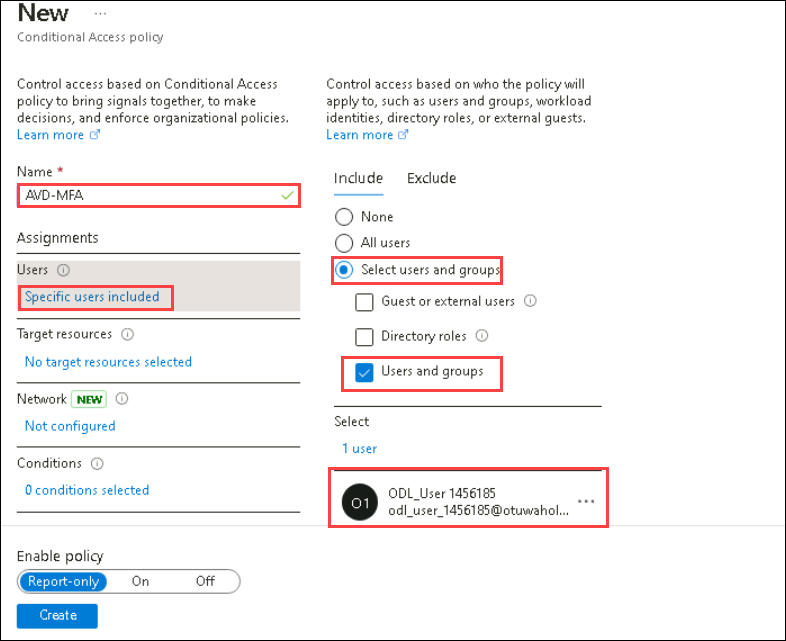 New ...
Conditional Access policy
Control access based on Conditional Access
policy to bring signals together, to make
decisions, and enforce organizational policies.
Learn more
Name *
AVD-MFA
Assignments
Users
Specific users included
Target resources
No target resources selected
Network NEW
Not configured
Conditions
0 conditions selected
Control access based on who the policy will
apply to, such as users and groups, workload
identities, directory roles, or external guests.
Learn more
Include Exclude
None
All users
Select users and groups
Guest or external users
Directory roles
Users and groups
Select
1 user
O1
ODL_User 1456185
odl_user_1456185@otuwahol...
Enable policy
Report-only On Off
Create